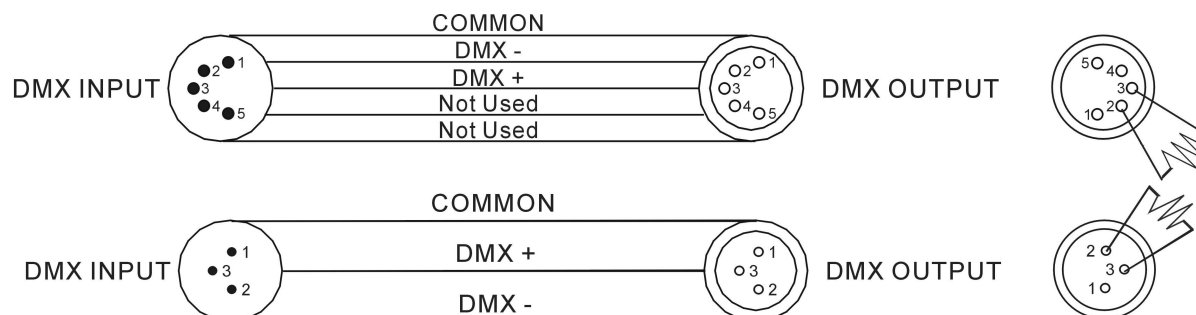 COMMON
DMX -
DMX INPUT
DMX +
DMX OUTPUT
Not Used
Not Used
1
2
3
4
5
1
2
3
4
5
5
4
3
2
1
COMMON
DMX INPUT
DMX +
DMX OUTPUT
DMX -
1
3
2
1
3
2
2
3
1